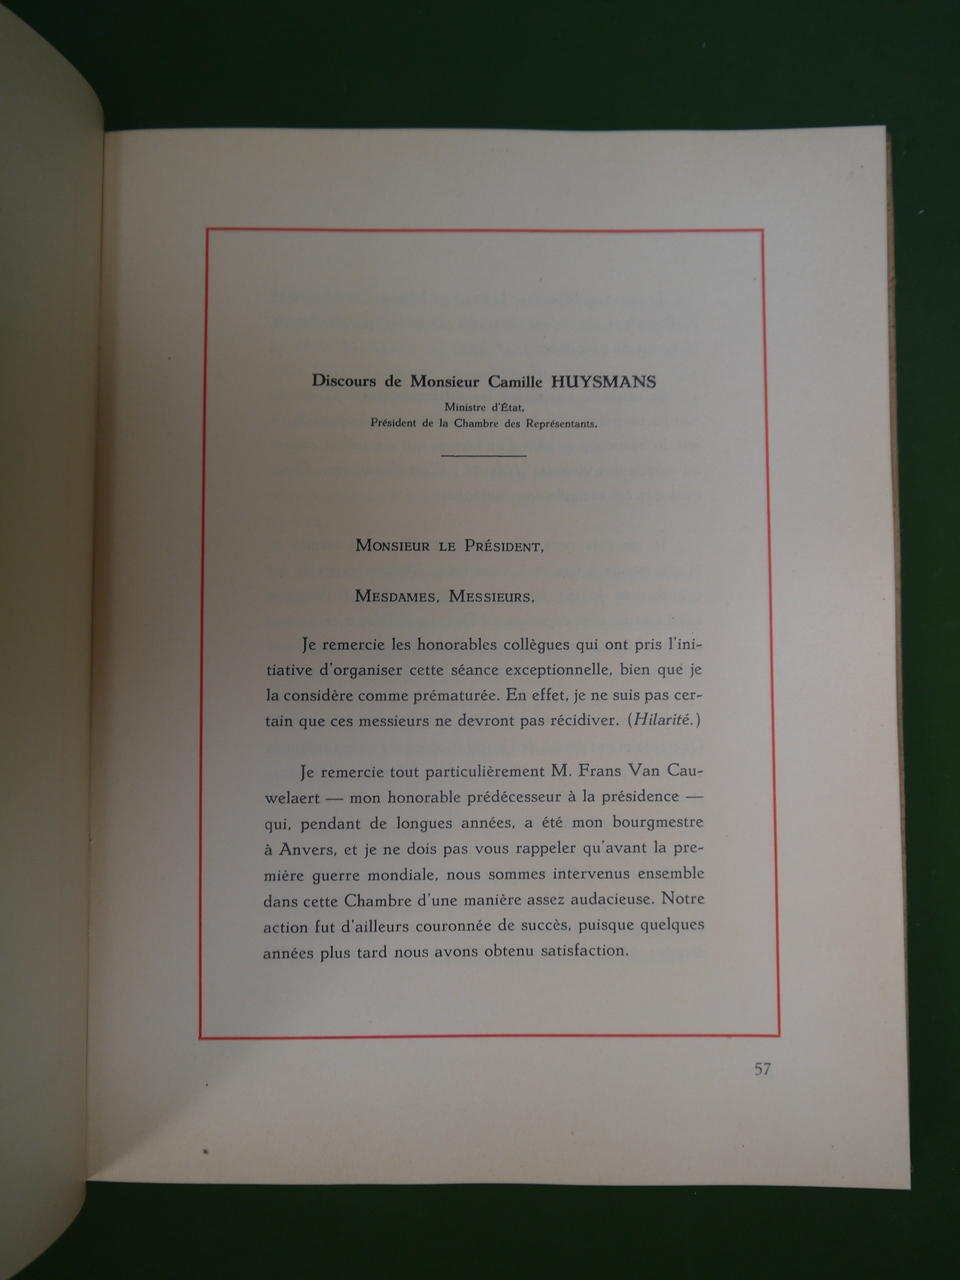 Discours de Monsieur Camille HUYSMANS
Ministre d'État,
Président de la Chambre des Représentants.
Monsieur le Président,
Mesdames, Messieurs,
Je remercie les honorables collègues qui ont pris l'ini-
tiative d'organiser cette séance exceptionnelle, bien que je
la considère comme prématurée. En effet, je ne suis pas cer-
tain que ces messieurs ne devront pas récidiver. (Hilarité.)
Je remercie tout particulièrement M. Frans Van Cau-
welaert — mon honorable prédécesseur à la présidence —
qui, pendant de longues années, a été mon bourgmestre
à Anvers, et je ne dois pas vous rappeler qu'avant la pre-
mière guerre mondiale, nous sommes intervenus ensemble
dans cette Chambre d'une manière assez audacieuse. Notre
action fut d'ailleurs couronnée de succès, puisque quelques
années plus tard nous avons obtenu satisfaction.
57